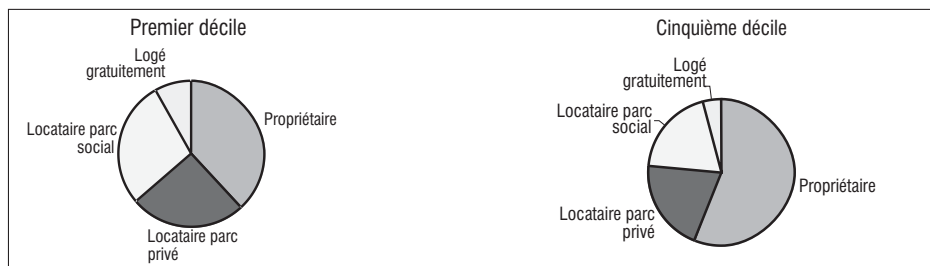 Premier décile
Logé
gratuitement
Propriétaire
Locataire parc
social
Locataire parc
privé
Cinquième décile
Logé
gratuitement
Locataire parc
social
Propriétaire
Locataire parc
privé